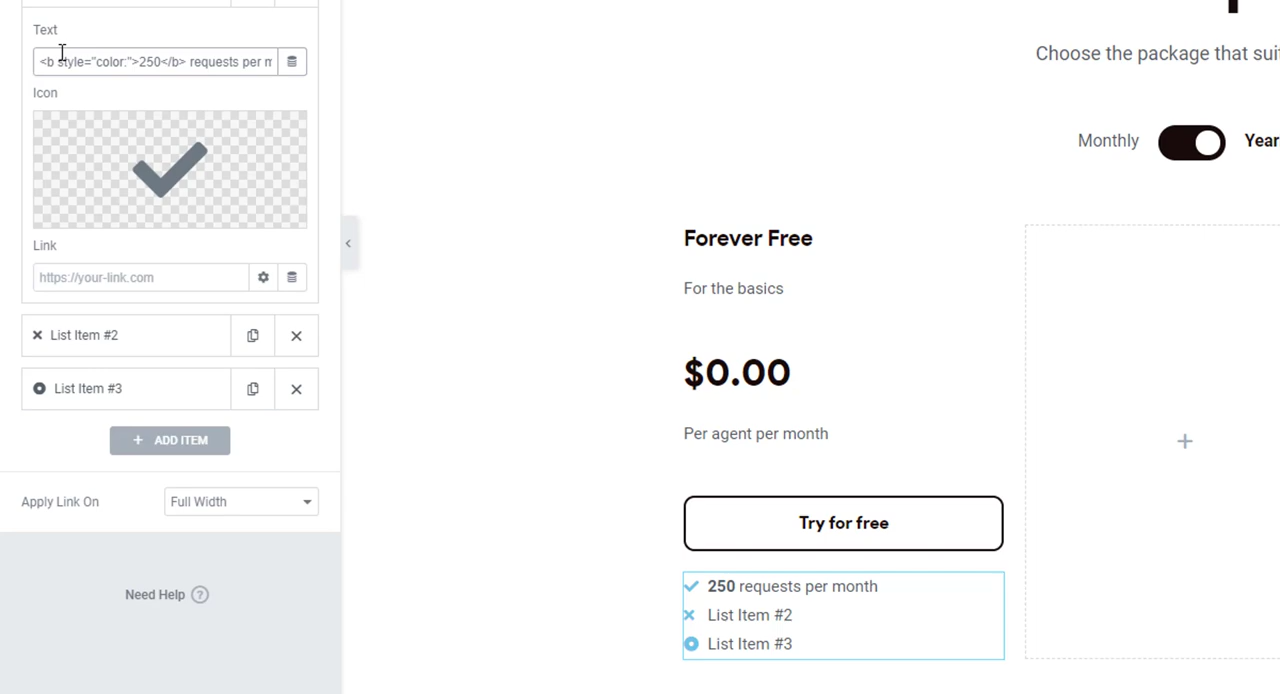 Text
<b style="color:">250</b> requests per m
Icon
Link
https://your-link.com
List Item #2
List Item #3
+ ADD ITEM
Apply Link On
Full Width
Need Help ?
Choose the package that suit
Monthly
Year
Forever Free
For the basics
$0.00
Per agent per month
Try for free
250 requests per month
List Item #2
List Item #3